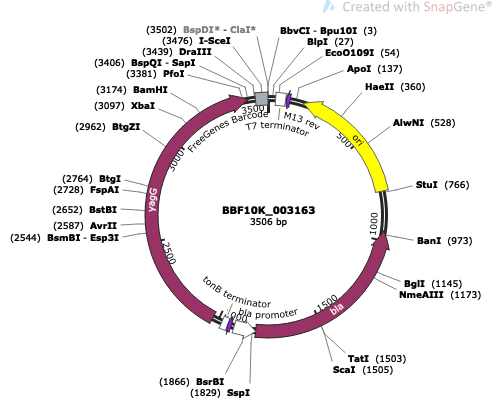 Created with SnapGene®
(3502) BspDI* - ClaI*
(3476) I-SceI
(3439) DraIII
(3406) BspQI - SapI
(3381) PfoI
(3174) BamHI
(3097) XbaI
(2962) BtgZI
(2764) BtgI
(2728) FspAI
(2652) BstBI
(2587) AvrII
(2544) BsmBI - Esp3I
BbvCI - Bpu10I (3)
BlpI (27)
EcoO109I (54)
ApoI (137)
HaeII (360)
AlwNI (528)
StuI (766)
BanI (973)
BglI (1145)
NmeAIII (1173)
TatI (1503)
ScaI (1505)
(1866) BsrBI
(1829) SspI
3500
FreeGenes Barcode
M13 rev
T7 terminator
ori
500
1000
1500
bla
bla promoter
tonB terminator
2500
3000
yagG
BBF10K_003163
3506 bp